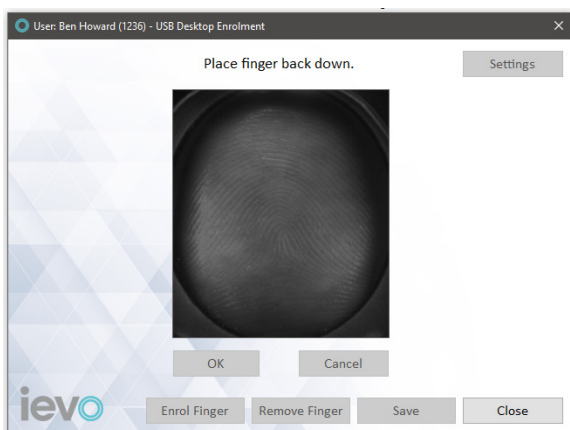 User: Ben Howard (1236) - USB Desktop Enrolment
Place finger back down.
Settings
OK Cancel
ievo
Enrol Finger Remove Finger Save Close